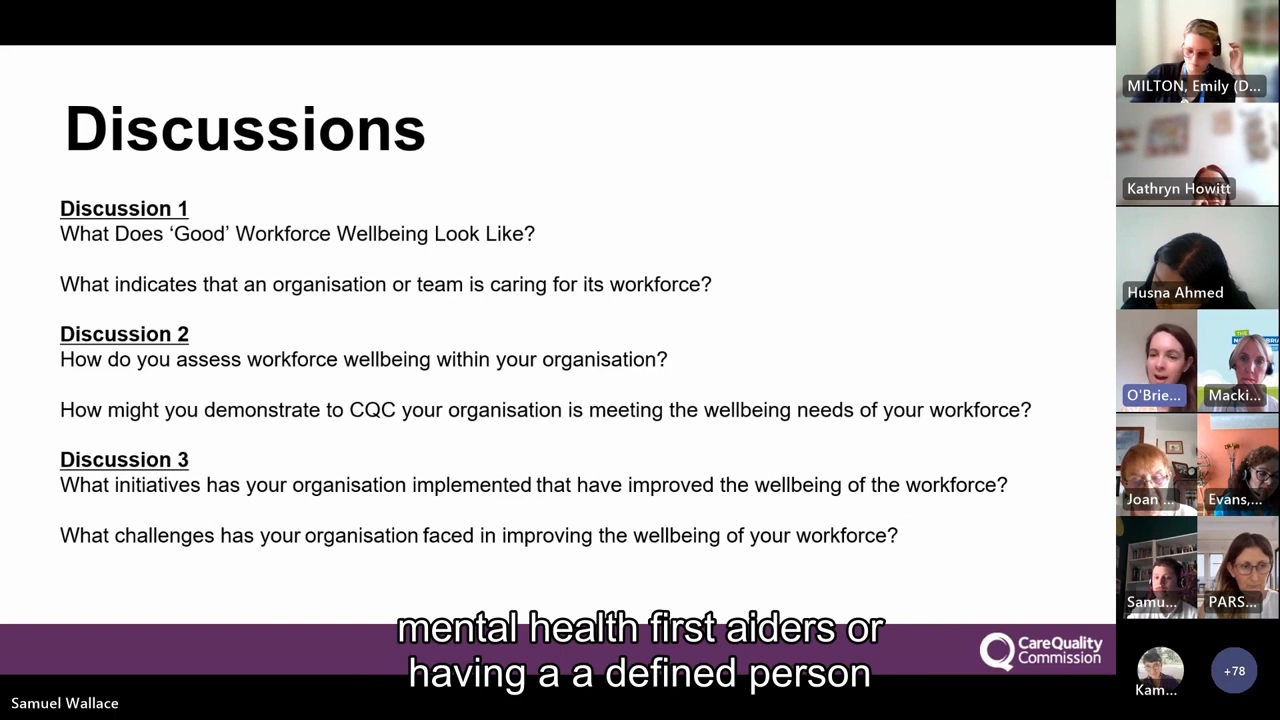 Discussions
Discussion 1
What Does ‘Good’ Workforce Wellbeing Look Like?
What indicates that an organisation or team is caring for its workforce?
Discussion 2
How do you assess workforce wellbeing within your organisation?
How might you demonstrate to CQC your organisation is meeting the wellbeing needs of your workforce?
Discussion 3
What initiatives has your organisation implemented that have improved the wellbeing of the workforce?
What challenges has your organisation faced in improving the wellbeing of your workforce?
mental health first aiders or
having a a defined person
CareQuality
Commission
Samuel Wallace
MILTON, Emily (D...
Kathryn Howitt
Husna Ahmed
THE
O'Brie...
Macki...
Joan ...
Evans,...
Samu...
PARS...
Kam...
+78